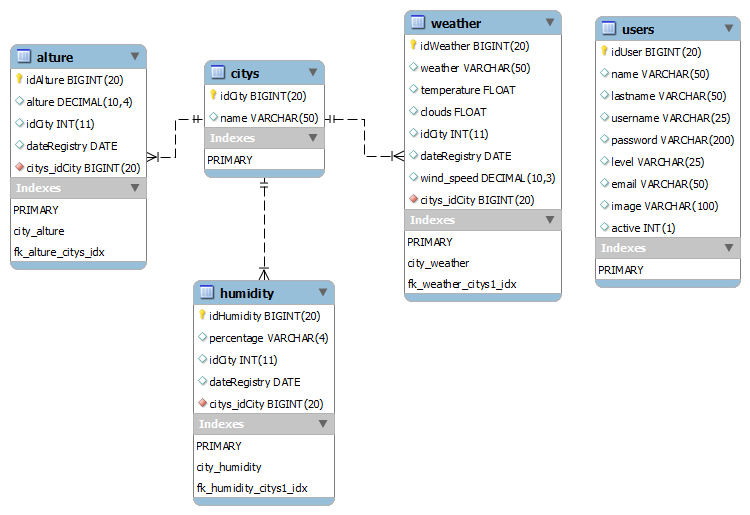 alture
idAlture BIGINT(20)
alture DECIMAL(10,4)
idCity INT(11)
dateRegistry DATE
citys_idCity BIGINT(20)
Indexes
PRIMARY
city_alture
fk_alture_citys_idx
citys
idCity BIGINT(20)
name VARCHAR(50)
Indexes
PRIMARY
humidity
idHumidity BIGINT(20)
percentage VARCHAR(4)
idCity INT(11)
dateRegistry DATE
citys_idCity BIGINT(20)
Indexes
PRIMARY
city_humidity
fk_humidity_citys1_idx
weather
idWeather BIGINT(20)
weather VARCHAR(50)
temperature FLOAT
clouds FLOAT
idCity INT(11)
dateRegistry DATE
wind_speed DECIMAL(10,3)
citys_idCity BIGINT(20)
Indexes
PRIMARY
city_weather
fk_weather_citys1_idx
users
idUser BIGINT(20)
name VARCHAR(50)
lastname VARCHAR(50)
username VARCHAR(25)
password VARCHAR(200)
level VARCHAR(25)
email VARCHAR(50)
image VARCHAR(100)
active INT(1)
Indexes
PRIMARY